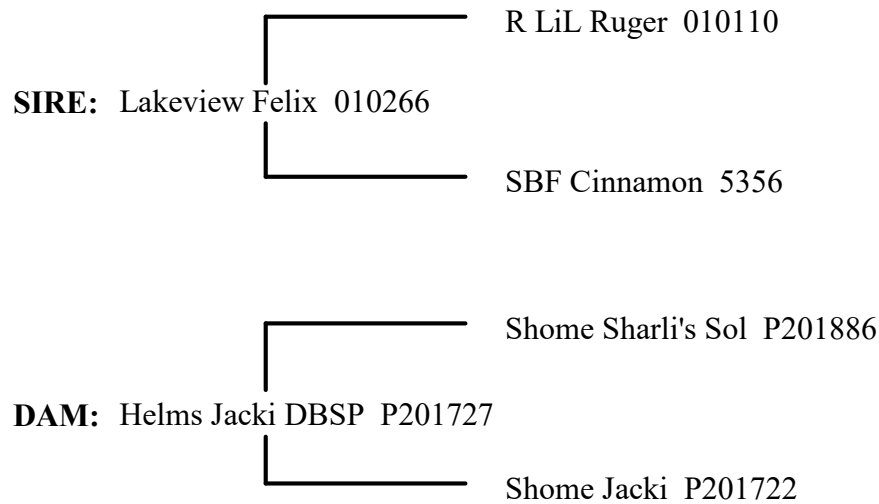 R LiL Ruger 010110
SIRE: Lakeview Felix 010266
SBF Cinnamon 5356
Shome Sharli's Sol P201886
DAM: Helms Jacki DBSP P201727
Shome Jacki P201722